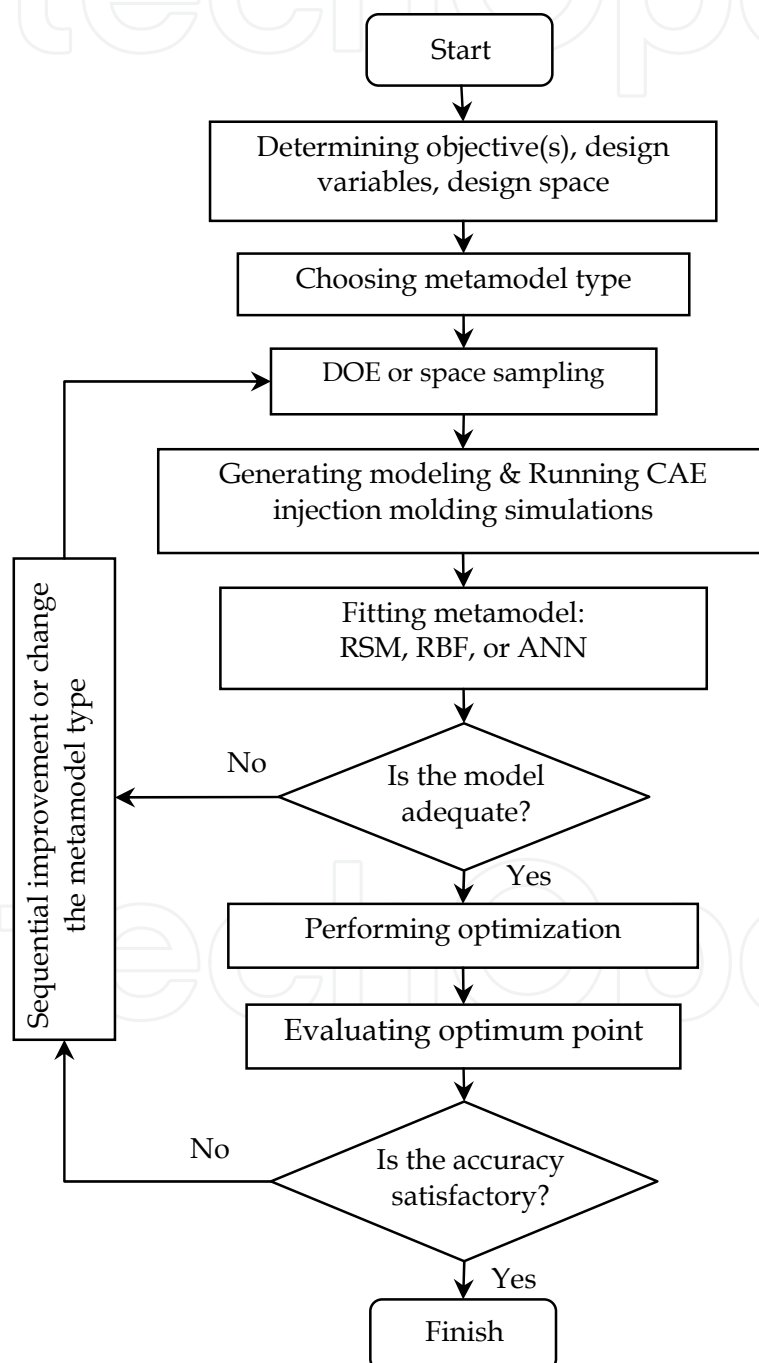 Start
Determining objective(s), design
variables, design space
Choosing metamodel type
DOE or space sampling
Generating modeling & Running CAE
injection molding simulations
Fitting metamodel:
RSM, RBF, or ANN
Sequential improvement or change
the metamodel type
No
Is the model
adequate?
Yes
Performing optimization
Evaluating optimum point
No
Is the accuracy
satisfactory?
Yes
Finish